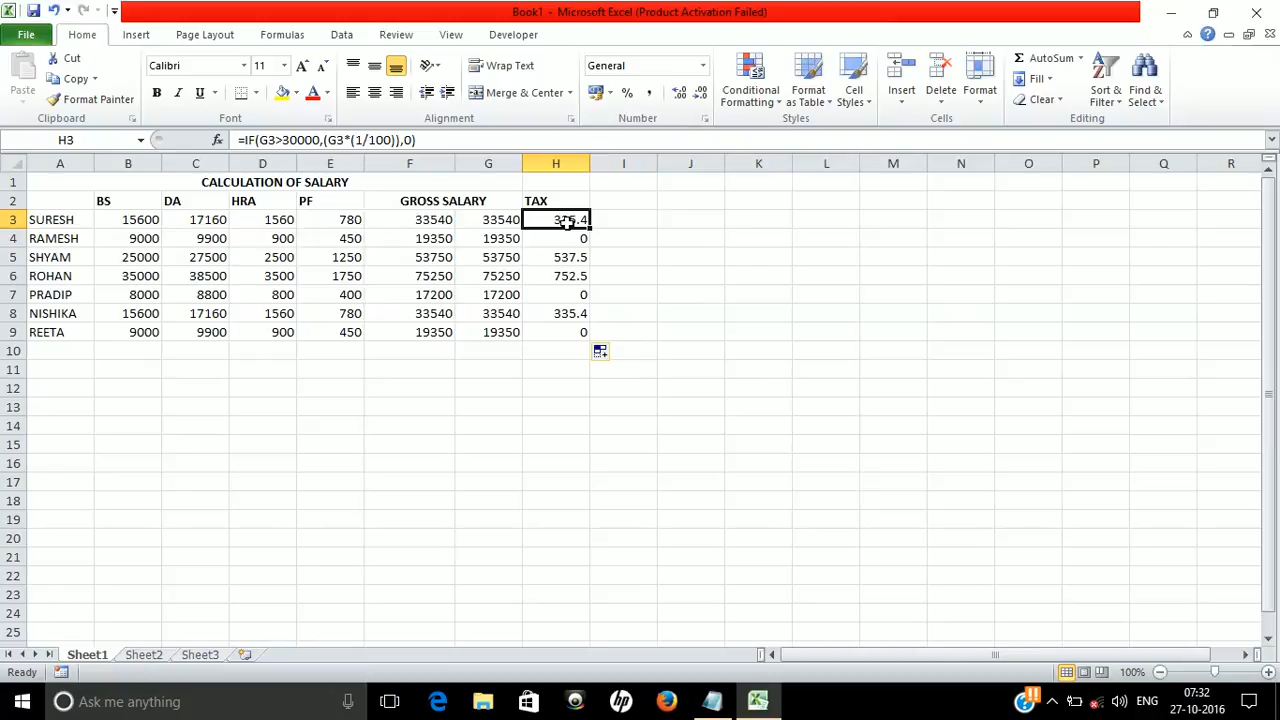 Book1 - Microsoft Excel (Product Activation Failed)
File Home Insert Page Layout Formulas Data Review View Developer
Paste
Cut
Copy
Format Painter
Clipboard
Calibri 11
B I U A
Font
Wrap Text
Merge & Center
Alignment
General
% ,
Number
Conditional Formatting
Format as Table
Cell Styles
Styles
Insert Delete Format
Cells
Σ AutoSum
Fill
Clear
Sort & Filter
Find & Select
Editing
H3 fx =IF(G3>30000,(G3*(1/100)),0)
A B C D E F G H I J K L M N O P Q R
1 CALCULATION OF SALARY
2 BS DA HRA PF GROSS SALARY TAX
3 SURESH 15600 17160 1560 780 33540 33540
4 RAMESH 9000 9900 900 450 19350 19350 0
5 SHYAM 25000 27500 2500 1250 53750 53750 537.5
6 ROHAN 35000 38500 3500 1750 75250 75250 752.5
7 PRADIP 8000 8800 800 400 17200 17200 0
8 NISHIKA 15600 17160 1560 780 33540 33540 335.4
9 REETA 9000 9900 900 450 19350 19350 0
10
11
12
13
14
15
16
17
18
19
20
21
22
23
24
25
Sheet1 Sheet2 Sheet3
Ready 100%
Ask me anything
hp
ENG
07:32
27-10-2016